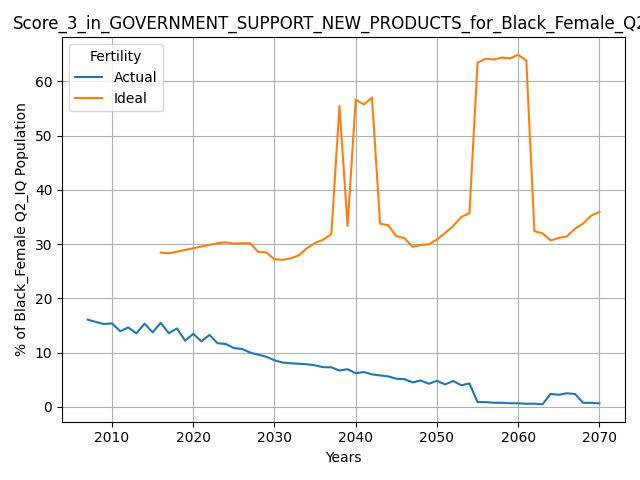 Score_3_in_GOVERNMENT_SUPPORT_NEW_PRODUCTS_for_Black_Female_Q2
Fertility
Actual
Ideal
% of Black_Female Q2_IQ Population
60
50
40
30
20
10
0
2010 2020 2030 2040 2050 2060 2070
Years